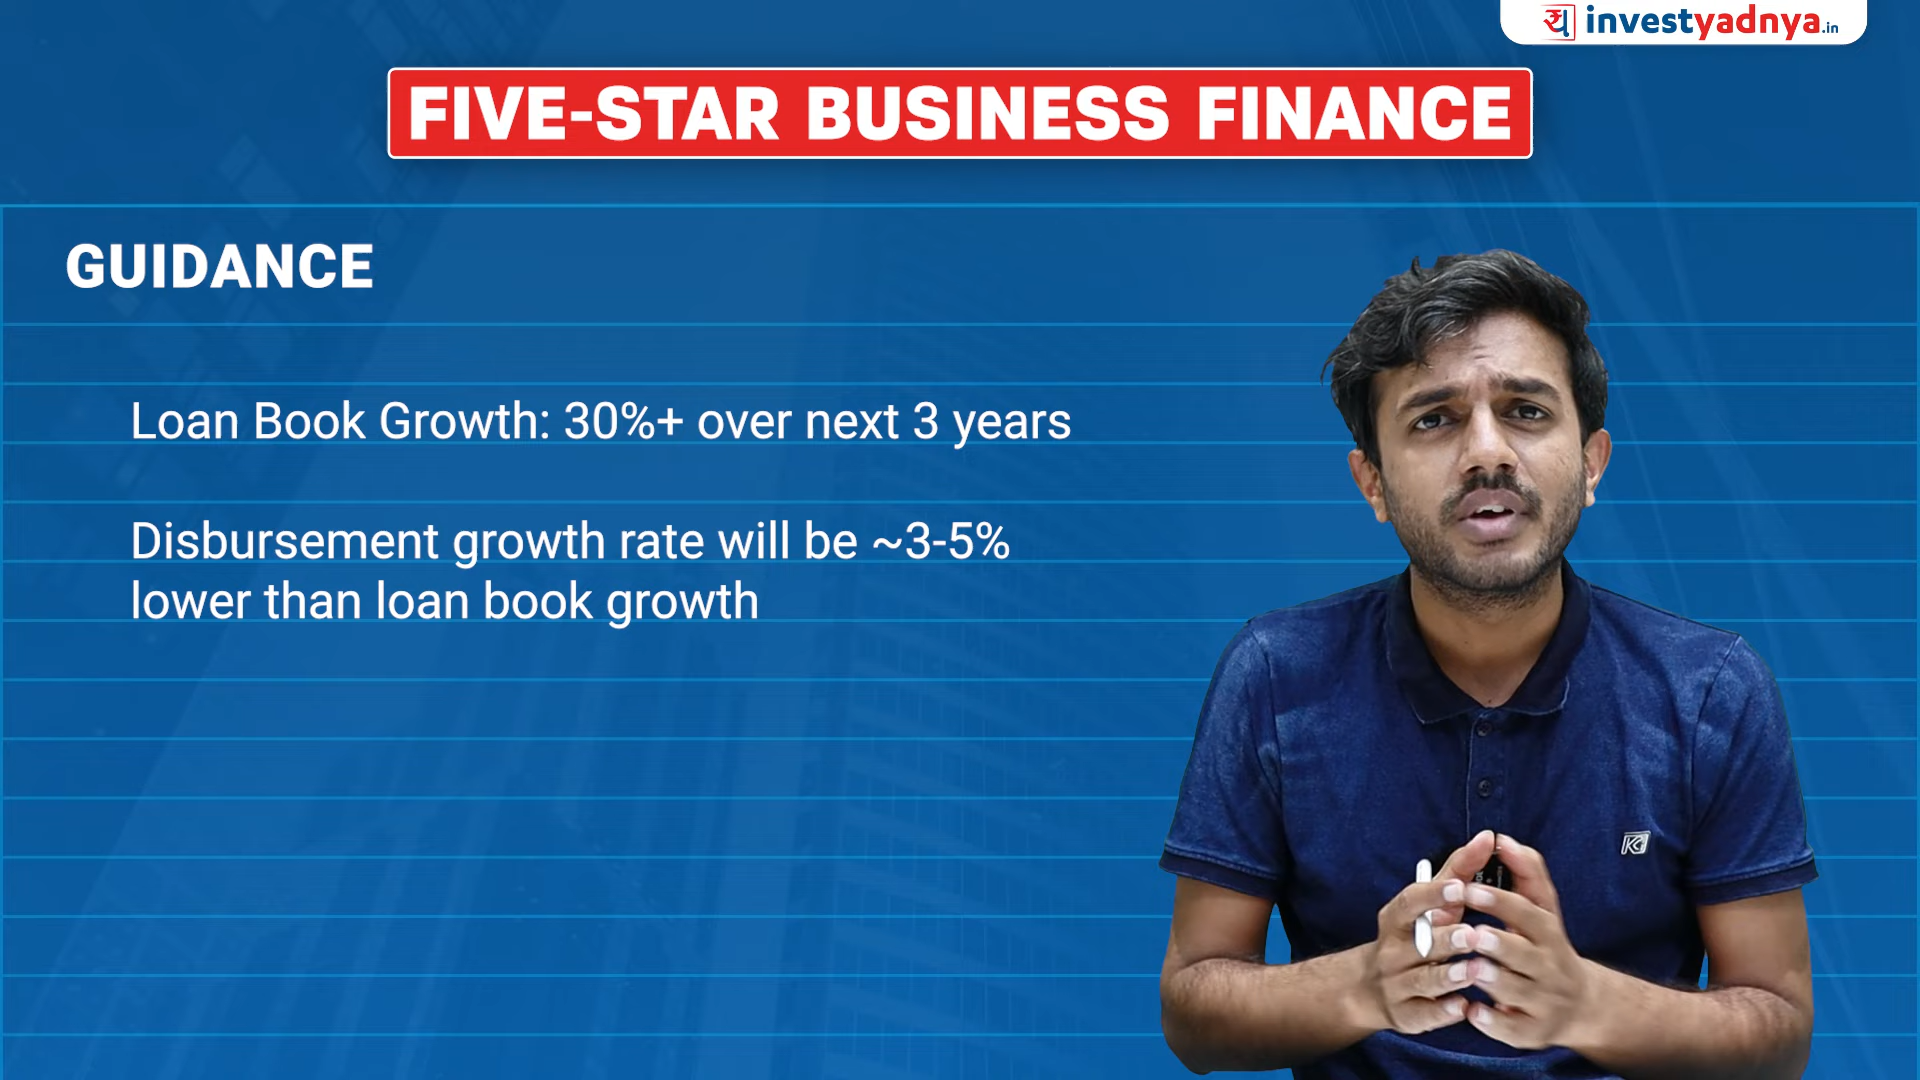 य investyadnya.in
FIVE-STAR BUSINESS FINANCE
GUIDANCE
Loan Book Growth: 30%+ over next 3 years
Disbursement growth rate will be ~3-5%
lower than loan book growth